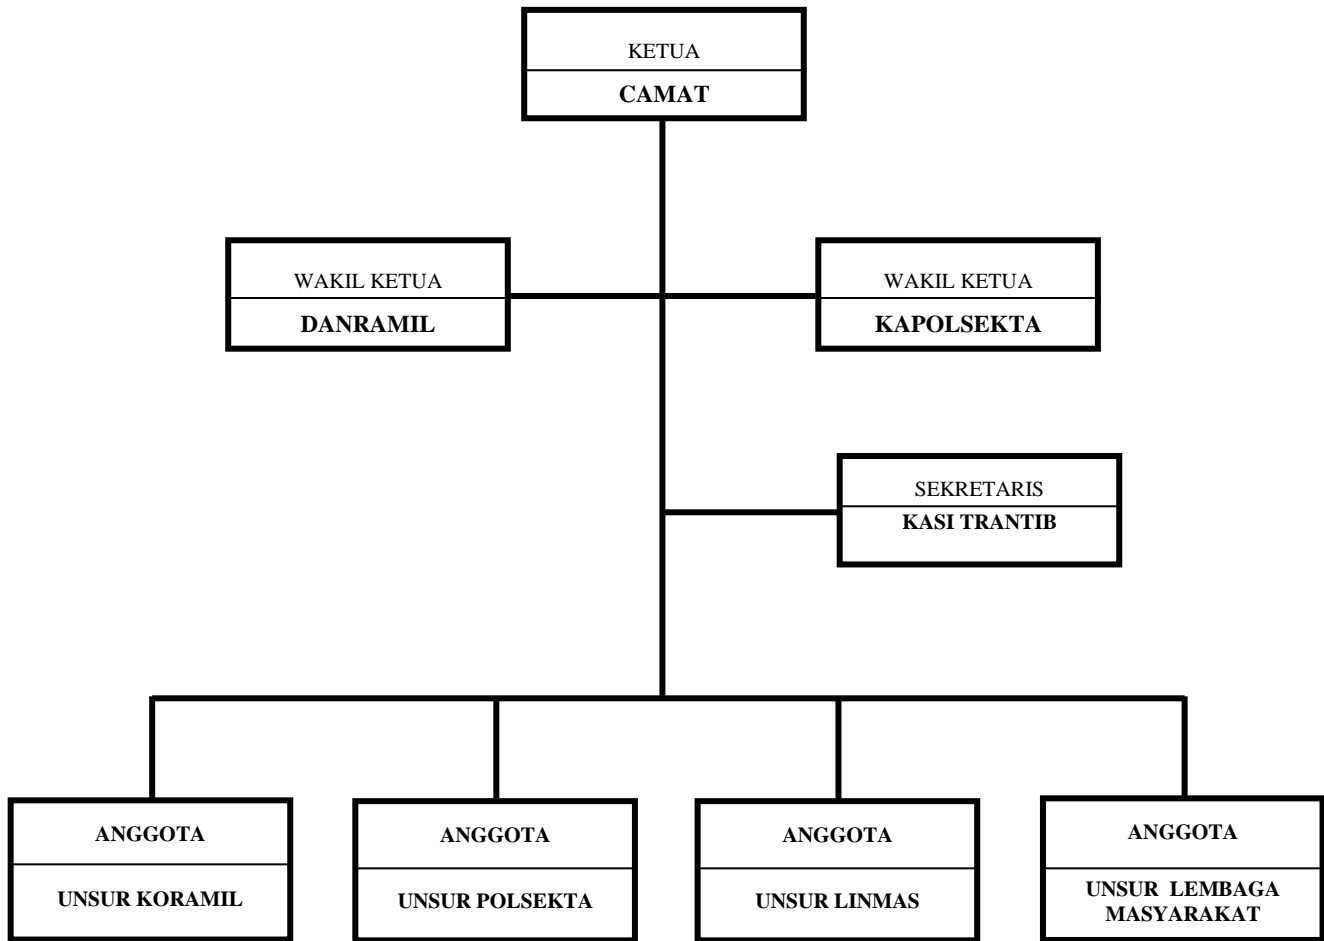 KETUA
CAMAT
WAKIL KETUA
DANRAMIL
WAKIL KETUA
KAPOLSEKTA
SEKRETARIS
KASI TRANTIB
ANGGOTA
UNSUR KORAMIL
ANGGOTA
UNSUR POLSEKTA
ANGGOTA
UNSUR LINMAS
ANGGOTA
UNSUR LEMBAGA
MASYARAKAT